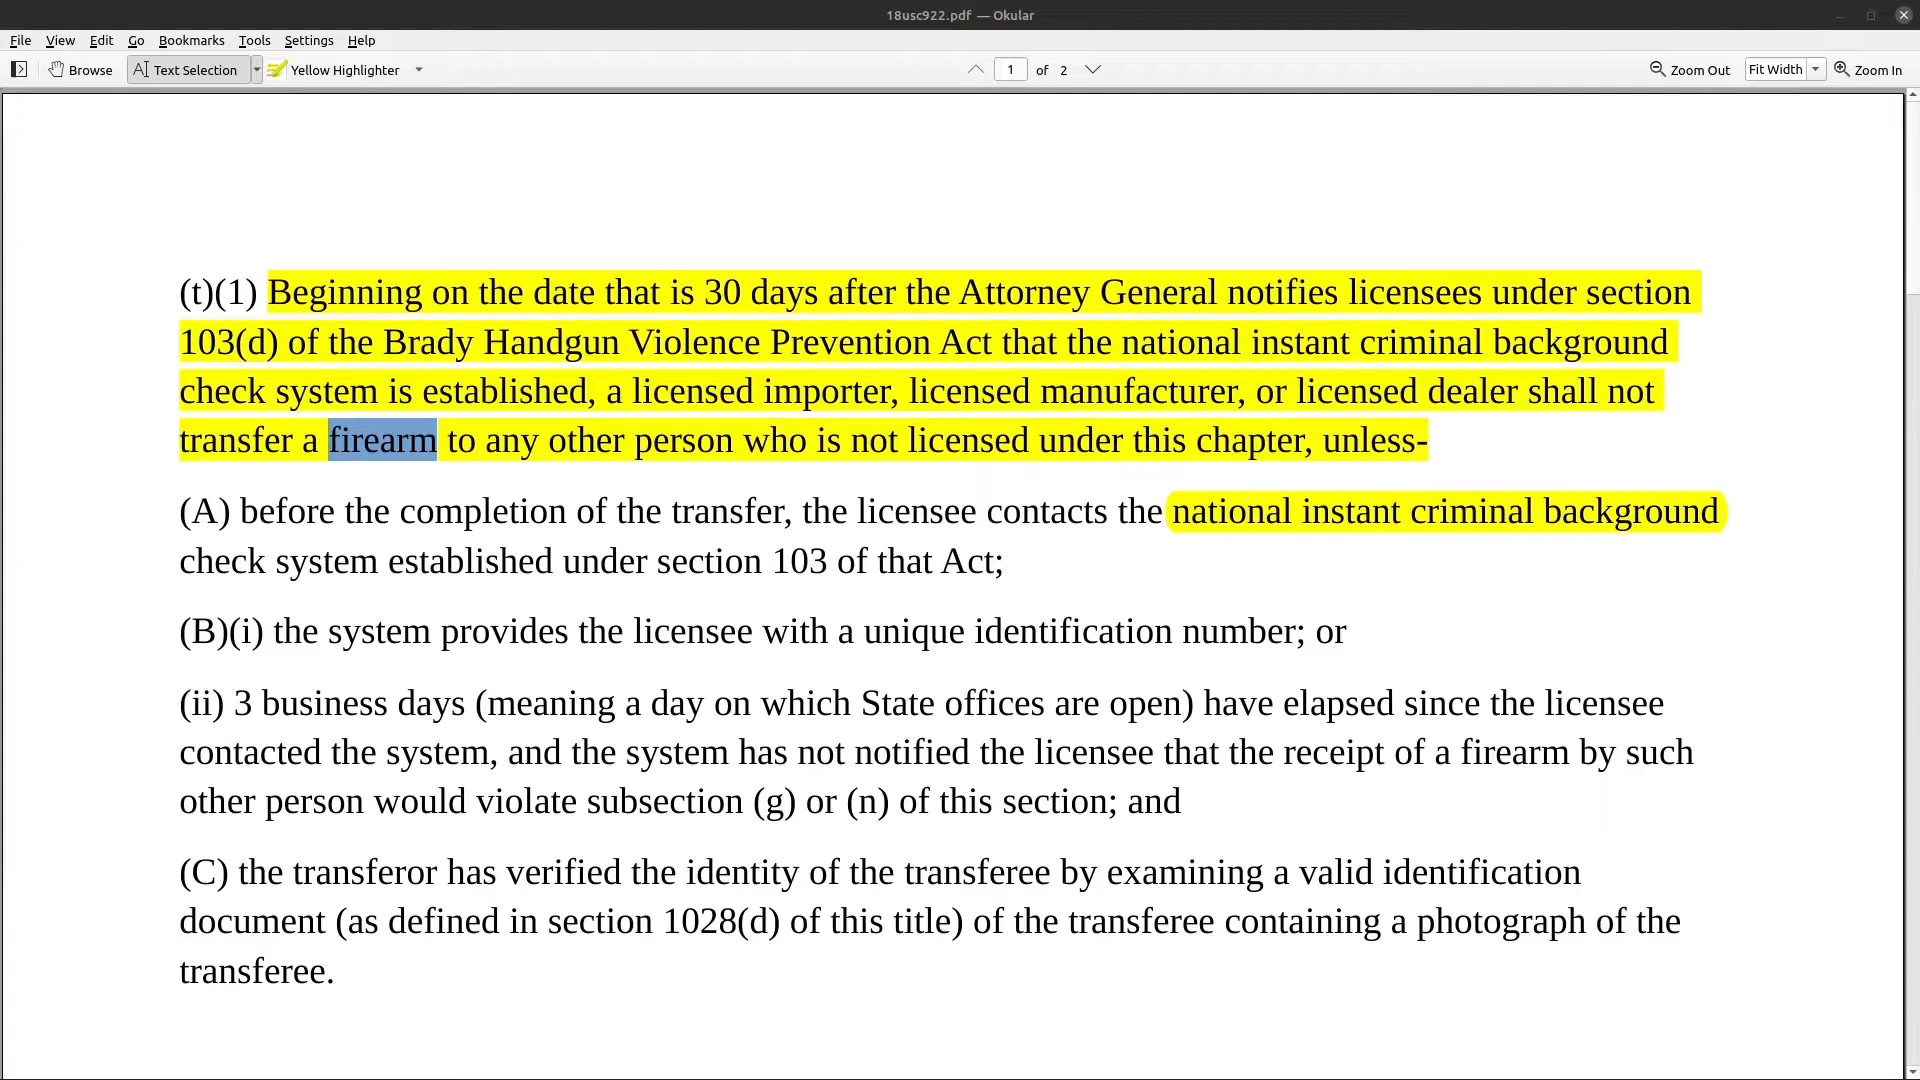 18usc922.pdf — Okular
File View Edit Go Bookmarks Tools Settings Help
Browse Text Selection Yellow Highlighter 1 of 2 Zoom Out Fit Width Zoom In
(t)(1) Beginning on the date that is 30 days after the Attorney General notifies licensees under section
103(d) of the Brady Handgun Violence Prevention Act that the national instant criminal background
check system is established, a licensed importer, licensed manufacturer, or licensed dealer shall not
transfer a firearm to any other person who is not licensed under this chapter, unless-
(A) before the completion of the transfer, the licensee contacts the national instant criminal background
check system established under section 103 of that Act;
(B)(i) the system provides the licensee with a unique identification number; or
(ii) 3 business days (meaning a day on which State offices are open) have elapsed since the licensee
contacted the system, and the system has not notified the licensee that the receipt of a firearm by such
other person would violate subsection (g) or (n) of this section; and
(C) the transferor has verified the identity of the transferee by examining a valid identification
document (as defined in section 1028(d) of this title) of the transferee containing a photograph of the
transferee.